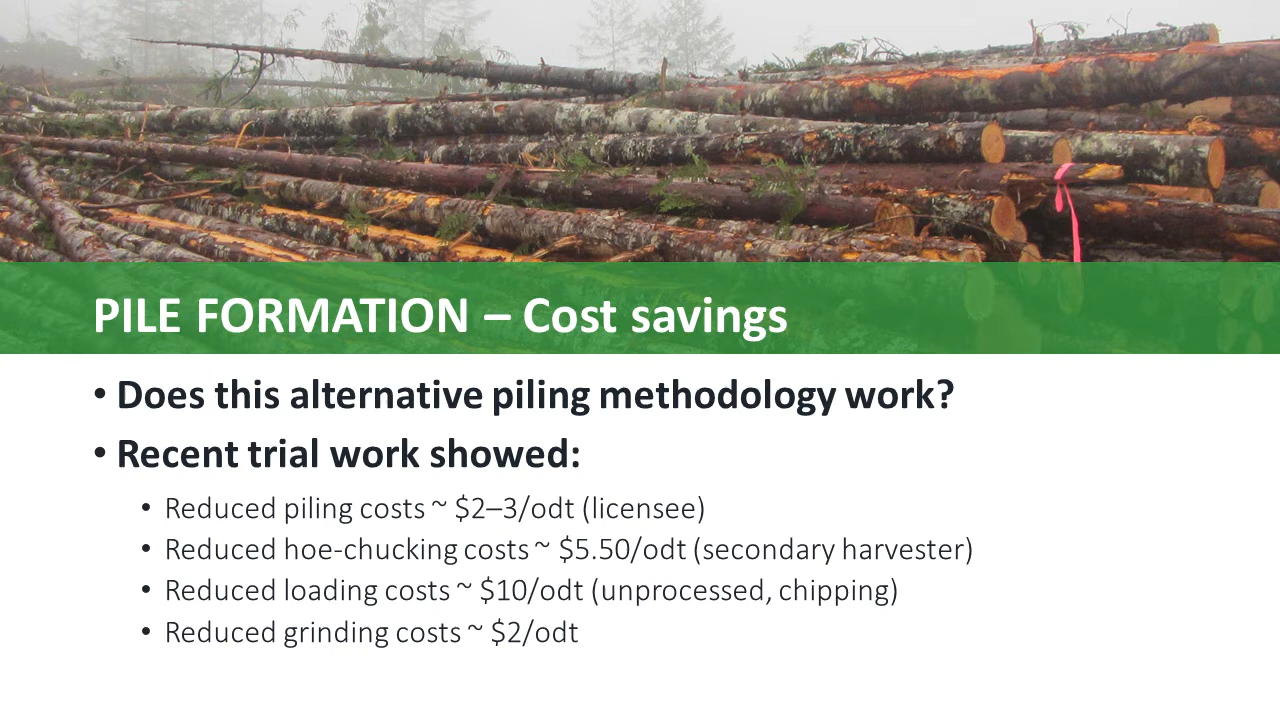 PILE FORMATION – Cost savings
• Does this alternative piling methodology work?
• Recent trial work showed:
• Reduced piling costs ~ $2–3/odt (licensee)
• Reduced hoe-chucking costs ~ $5.50/odt (secondary harvester)
• Reduced loading costs ~ $10/odt (unprocessed, chipping)
• Reduced grinding costs ~ $2/odt